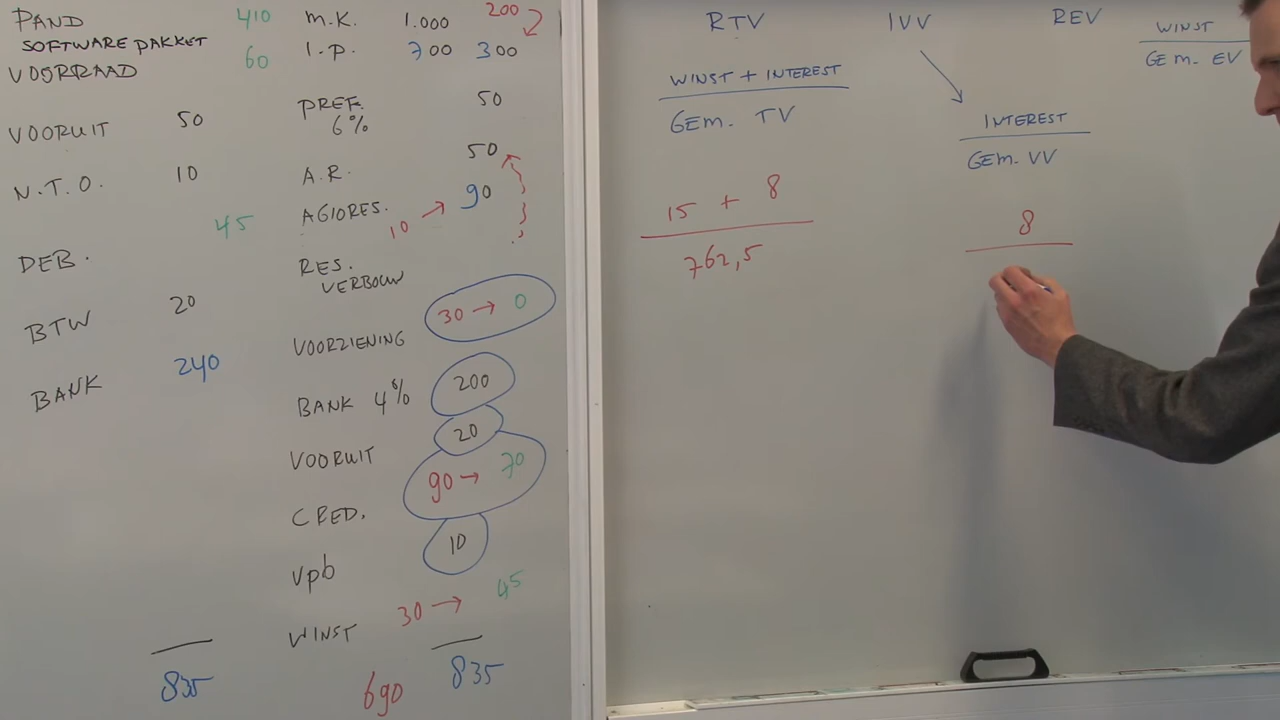 PAND 410
SOFTWARE PAKKET 60
VOORRAAD
VOORUIT 50
N.T.O. 10
45
DEB.
BTW 20
BANK 240
835
M.K. 1.000 200
I.P. 700 300
PREF. 50
6%
A.R. 50
AGIORES. 10 → 90
RES.
VERBOUW
VOORZIENING 30 → 0
BANK 4% 200
VOORUIT 20
CRED. 90 → 70
Vpb 10
WINST 30 → 45
690 835
RTV
WINST + INTEREST
GEM. TV
15 + 8
762,5
IVV
INTEREST
GEM. VV
8
REV
WINST
GEM. EV